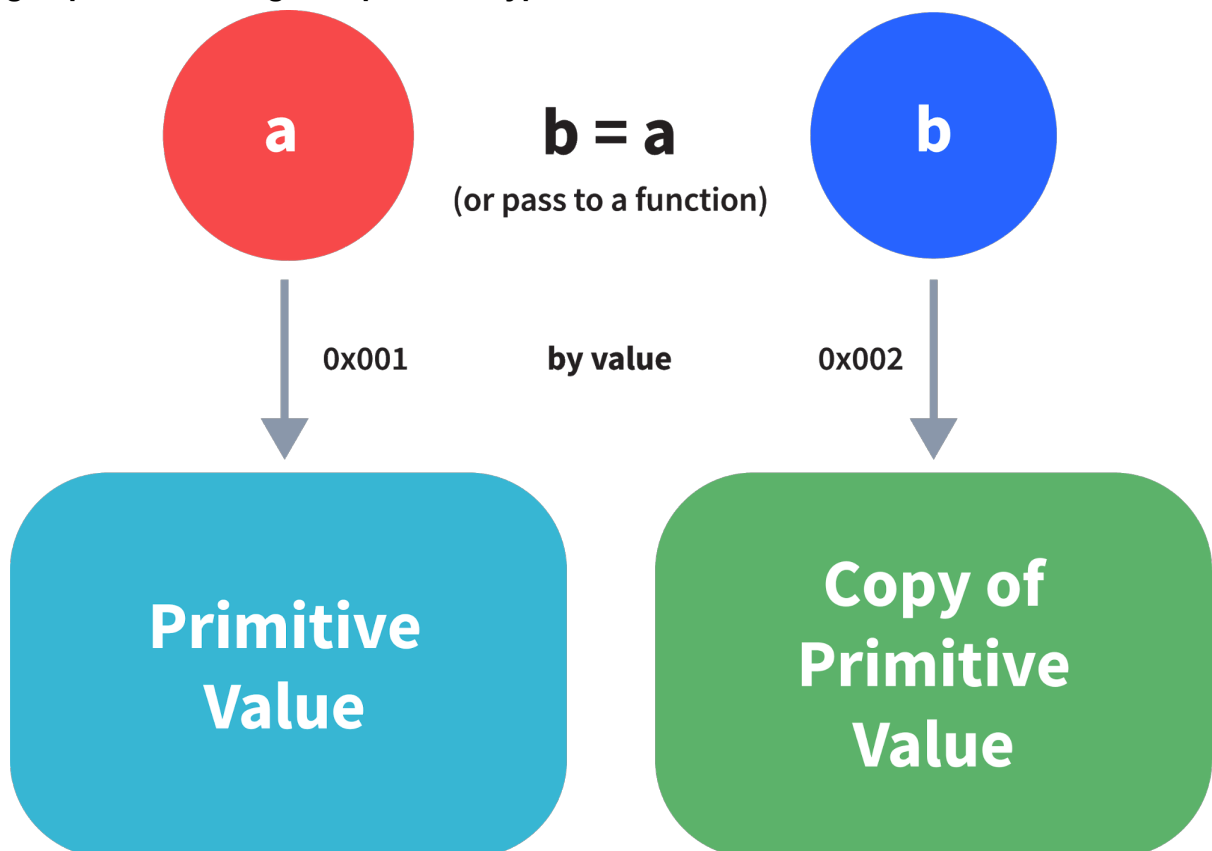 a
b = a
b
(or pass to a function)
0x001
by value
0x002
Primitive
Value
Copy of
Primitive
Value